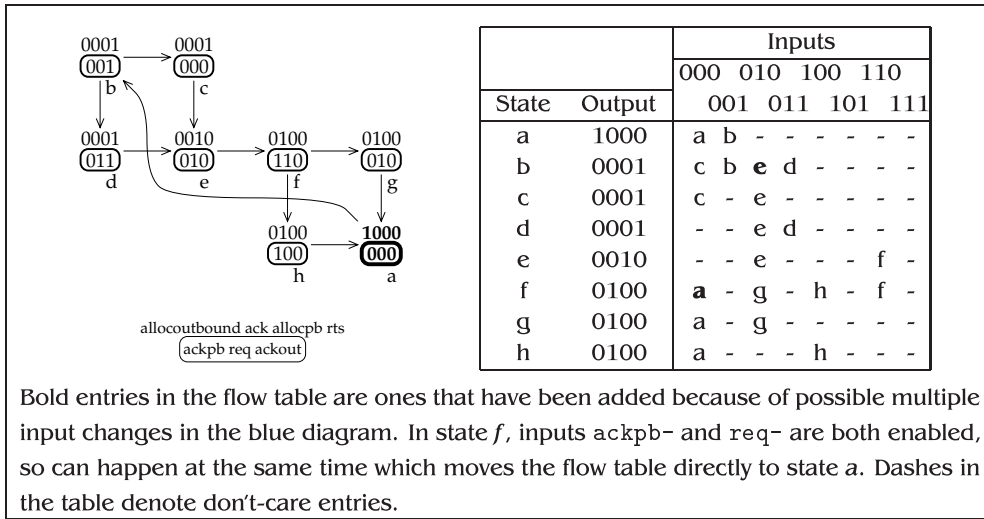 0001 0001
001 000
b c
0001 0010 0100 0100
011 010 110 010
d e f g
0100 1000
100 000
h a
allocoutbound ack allocpb rts
ackpb req ackout
Inputs
000 010 100 110
State Output 001 011 101 111
a 1000 a b - - - - - -
b 0001 c b e d - - - -
c 0001 c - e - - - - -
d 0001 - - e d - - - -
e 0010 - - e - - - f -
f 0100 a - g - h - f -
g 0100 a - g - - - - -
h 0100 a - - - h - - -
Bold entries in the flow table are ones that have been added because of possible multiple
input changes in the blue diagram. In state f, inputs ackpb- and req- are both enabled,
so can happen at the same time which moves the flow table directly to state a. Dashes in
the table denote don't-care entries.